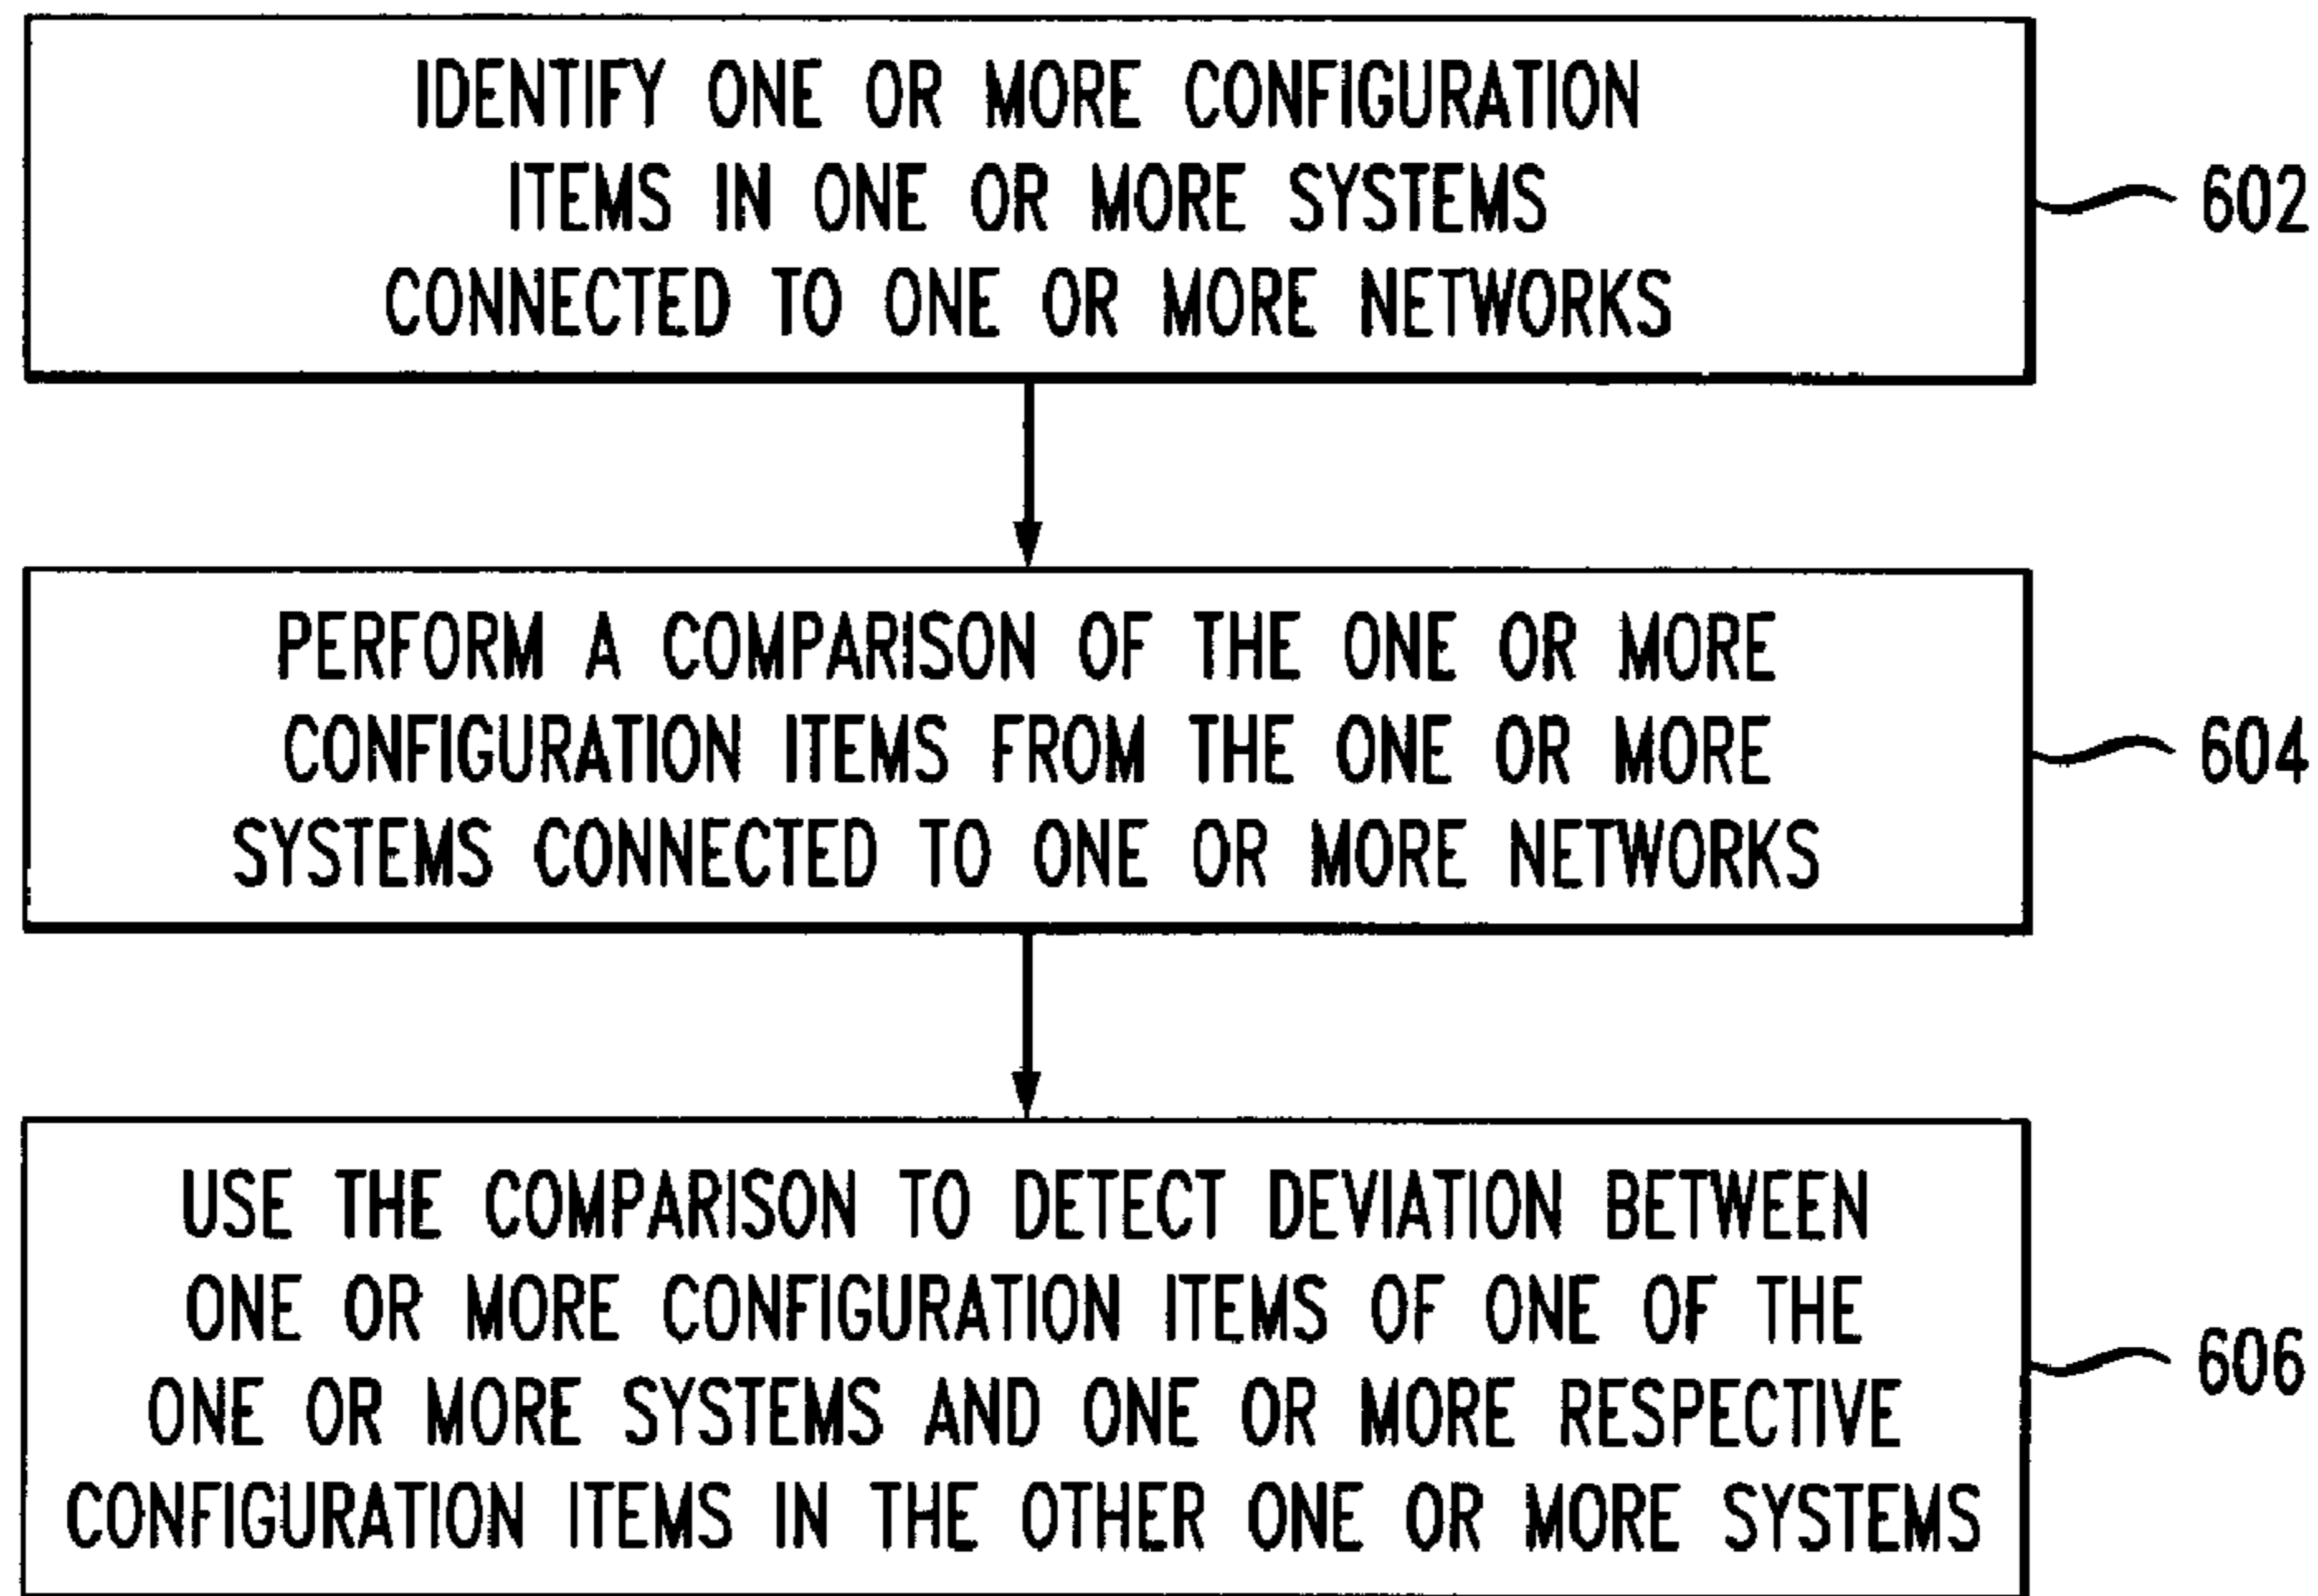 IDENTIFY ONE OR MORE CONFIGURATION
ITEMS IN ONE OR MORE SYSTEMS
CONNECTED TO ONE OR MORE NETWORKS
602
PERFORM A COMPARISON OF THE ONE OR MORE
CONFIGURATION ITEMS FROM THE ONE OR MORE
SYSTEMS CONNECTED TO ONE OR MORE NETWORKS
604
USE THE COMPARISON TO DETECT DEVIATION BETWEEN
ONE OR MORE CONFIGURATION ITEMS OF ONE OF THE
ONE OR MORE SYSTEMS AND ONE OR MORE RESPECTIVE
CONFIGURATION ITEMS IN THE OTHER ONE OR MORE SYSTEMS
606